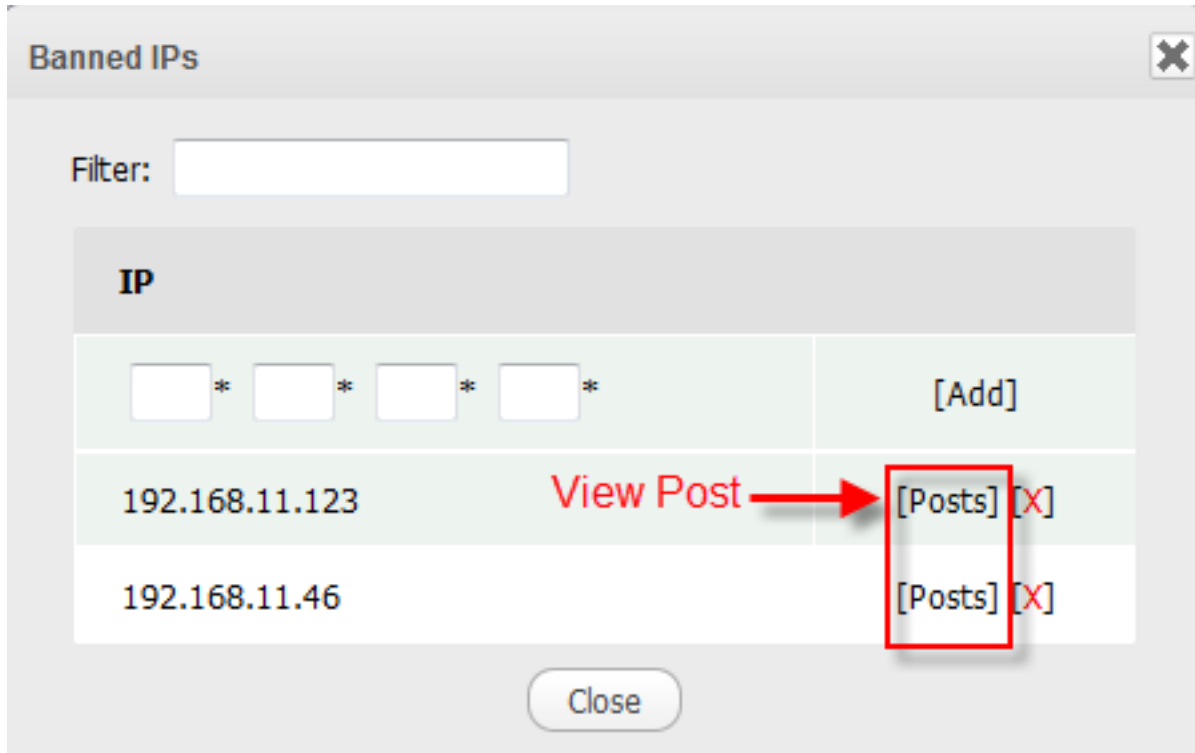 Banned IPs
Filter:
IP
* * * * [Add]
192.168.11.123 View Post [Posts] [X]
192.168.11.46 [Posts] [X]
Close